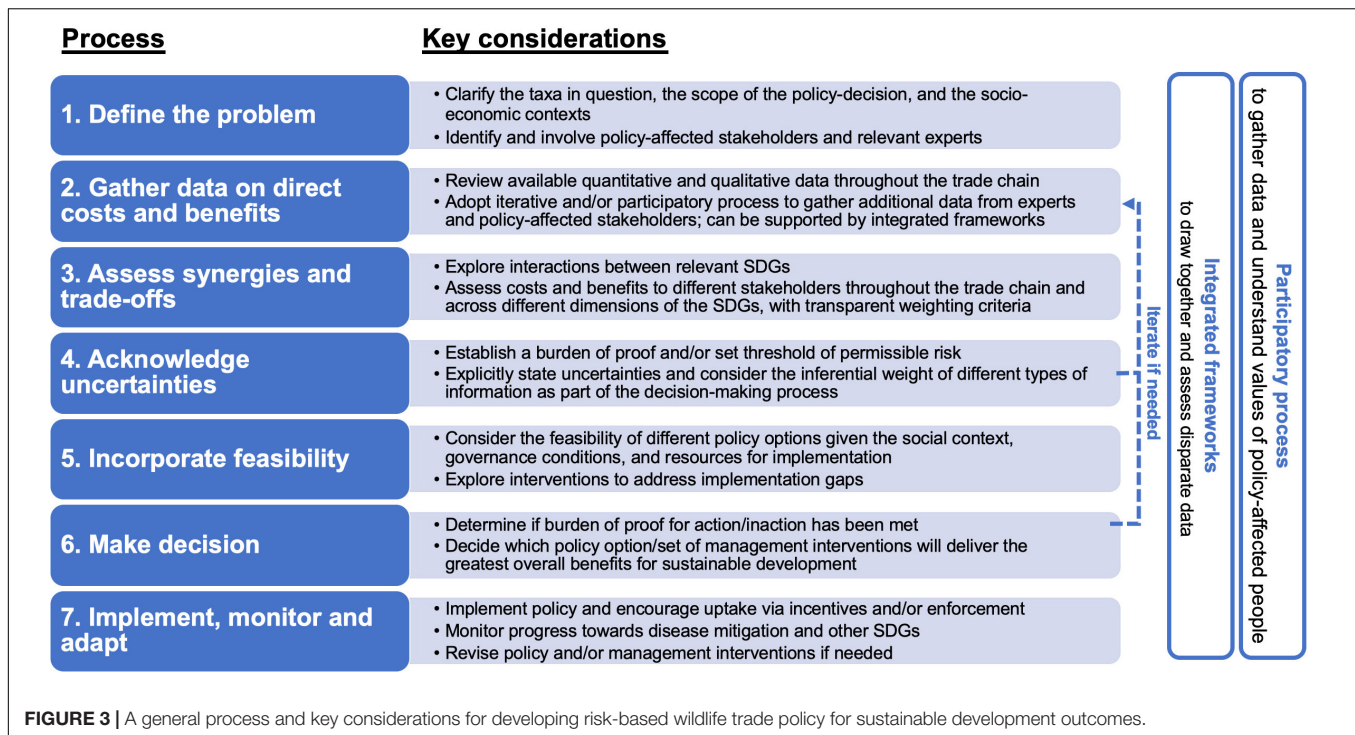 Process
Key considerations
1. Define the problem
• Clarify the taxa in question, the scope of the policy-decision, and the socio-
economic contexts
• Identify and involve policy-affected stakeholders and relevant experts
2. Gather data on direct
costs and benefits
• Review available quantitative and qualitative data throughout the trade chain
• Adopt iterative and/or participatory process to gather additional data from experts
and policy-affected stakeholders; can be supported by integrated frameworks
3. Assess synergies and
trade-offs
• Explore interactions between relevant SDGs
• Assess costs and benefits to different stakeholders throughout the trade chain and
across different dimensions of the SDGs, with transparent weighting criteria
4. Acknowledge
uncertainties
• Establish a burden of proof and/or set threshold of permissible risk
• Explicitly state uncertainties and consider the inferential weight of different types of
information as part of the decision-making process
5. Incorporate feasibility
• Consider the feasibility of different policy options given the social context,
governance conditions, and resources for implementation
• Explore interventions to address implementation gaps
6. Make decision
• Determine if burden of proof for action/inaction has been met
• Decide which policy option/set of management interventions will deliver the
greatest overall benefits for sustainable development
7. Implement, monitor and
adapt
• Implement policy and encourage uptake via incentives and/or enforcement
• Monitor progress towards disease mitigation and other SDGs
• Revise policy and/or management interventions if needed
Iterate if needed
Integrated frameworks
to draw together and assess disparate data
Participatory process
to gather data and understand values of policy-affected people
FIGURE 3 | A general process and key considerations for developing risk-based wildlife trade policy for sustainable development outcomes.